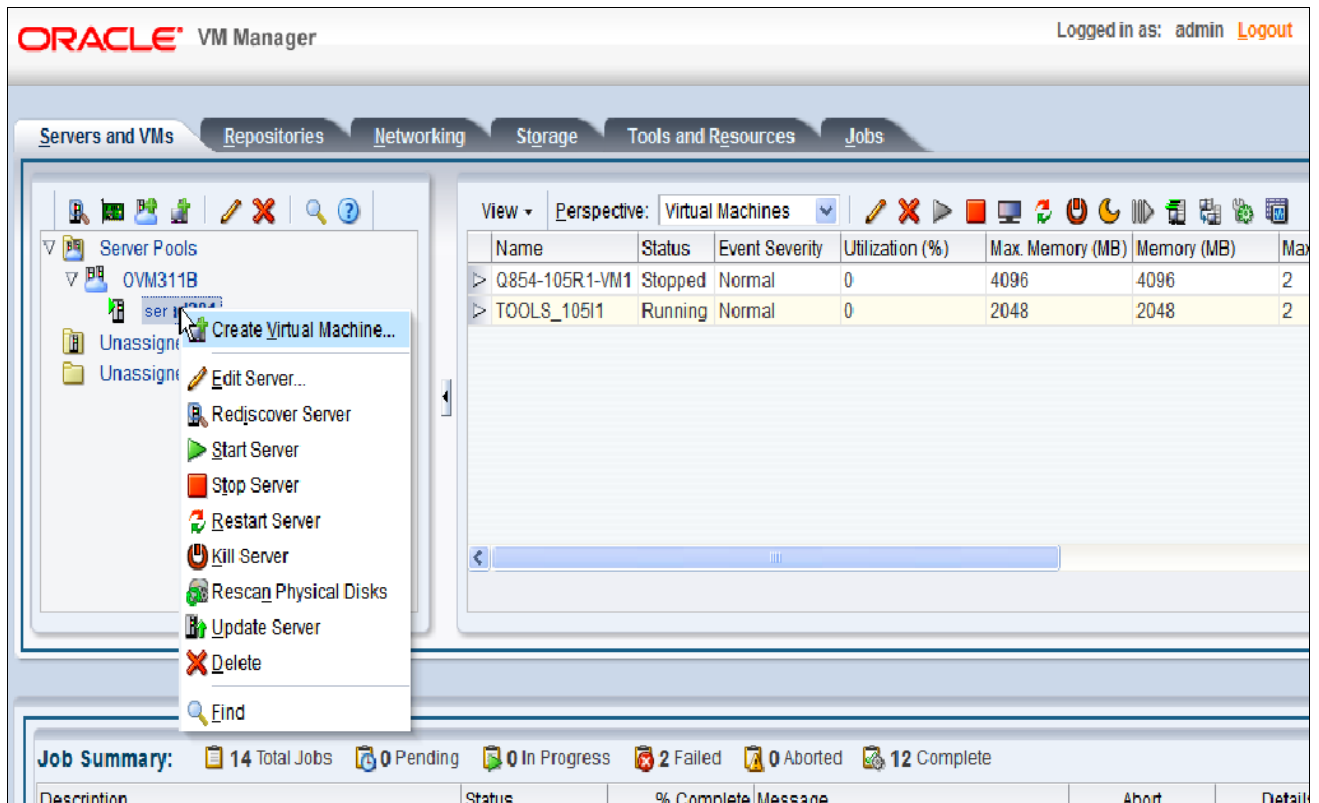 ORACLE VM Manager
Logged in as: admin Logout
Servers and VMs Repositories Networking Storage Tools and Resources Jobs
View Perspective: Virtual Machines
Server Pools
OVM311B
Unassigne
Unassigne
Name Status Event Severity Utilization (%) Max. Memory (MB) Memory (MB) Max
Q854-105R1-VM1 Stopped Normal 0 4096 4096 2
TOOLS_105I1 Running Normal 0 2048 2048 2
Create Virtual Machine...
Edit Server...
Rediscover Server
Start Server
Stop Server
Restart Server
Kill Server
Rescan Physical Disks
Update Server
Delete
Find
Job Summary: 14 Total Jobs 0 Pending 0 In Progress 2 Failed 0 Aborted 12 Complete
Description Status % Complete Message Abort Details